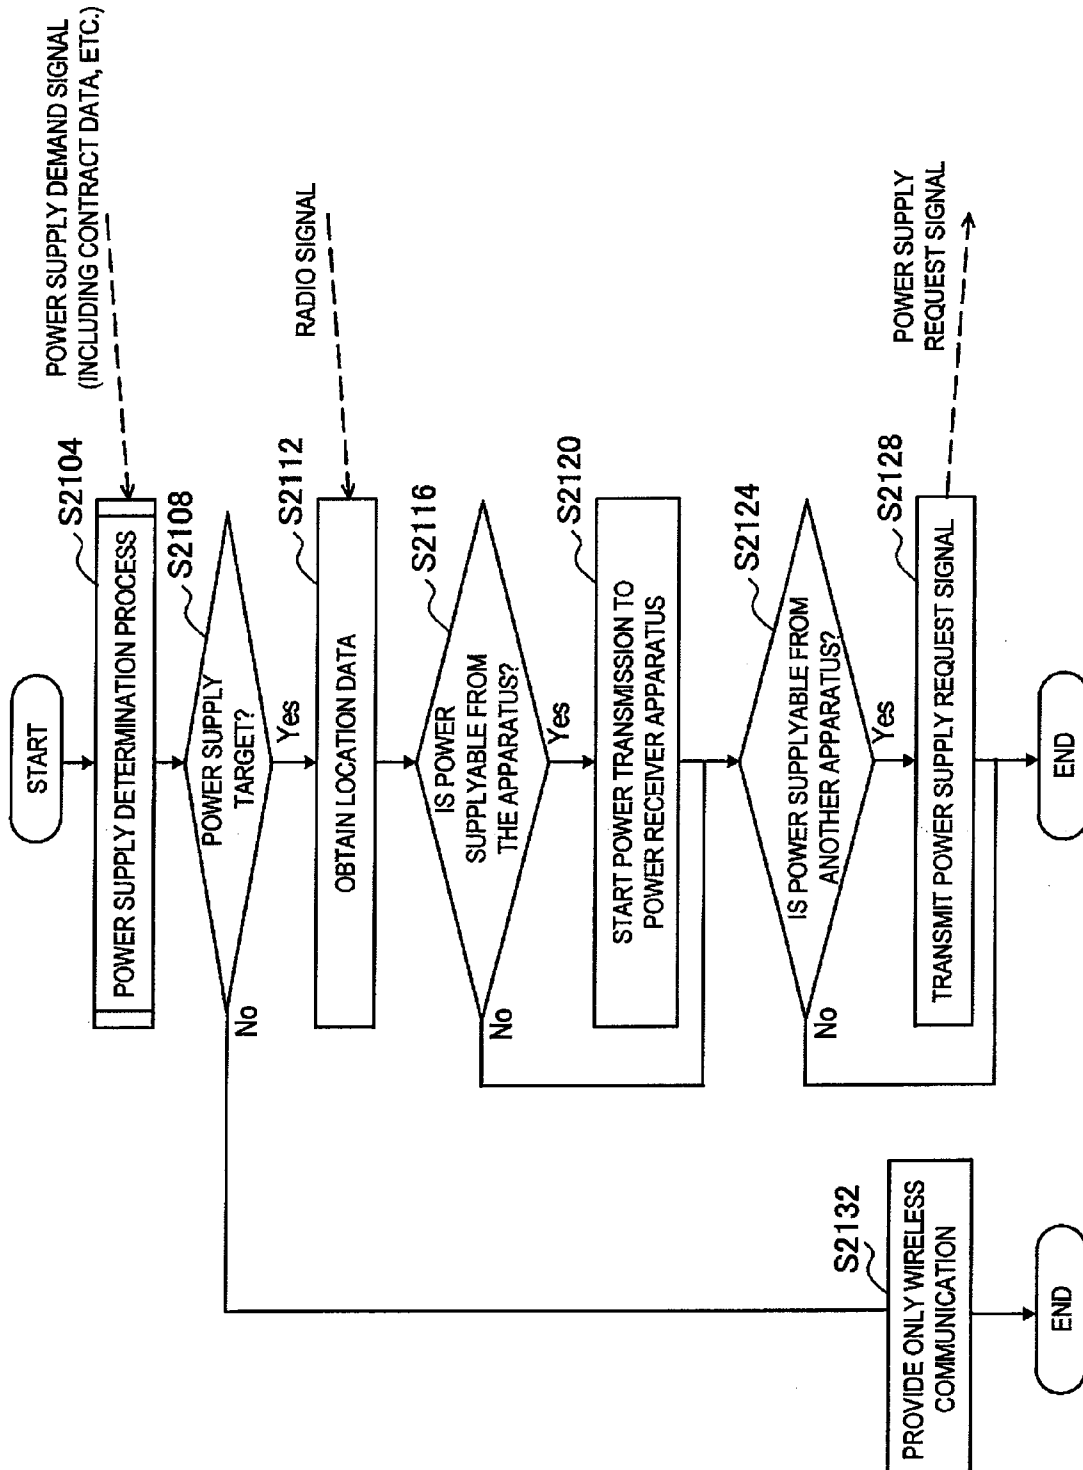 START
POWER SUPPLY DEMAND SIGNAL
(INCLUDING CONTRACT DATA, ETC.)
S2104
POWER SUPPLY DETERMINATION PROCESS
S2108
POWER SUPPLY
TARGET?
Yes
No
S2112
RADIO SIGNAL
OBTAIN LOCATION DATA
S2116
IS POWER
SUPPLYABLE FROM
THE APPARATUS?
Yes
No
S2120
START POWER TRANSMISSION TO
POWER RECEIVER APPARATUS
S2124
IS POWER SUPPLYABLE FROM
ANOTHER APPARATUS?
Yes
No
S2128
TRANSMIT POWER SUPPLY REQUEST SIGNAL
POWER SUPPLY
REQUEST SIGNAL
END
S2132
PROVIDE ONLY WIRELESS
COMMUNICATION
END